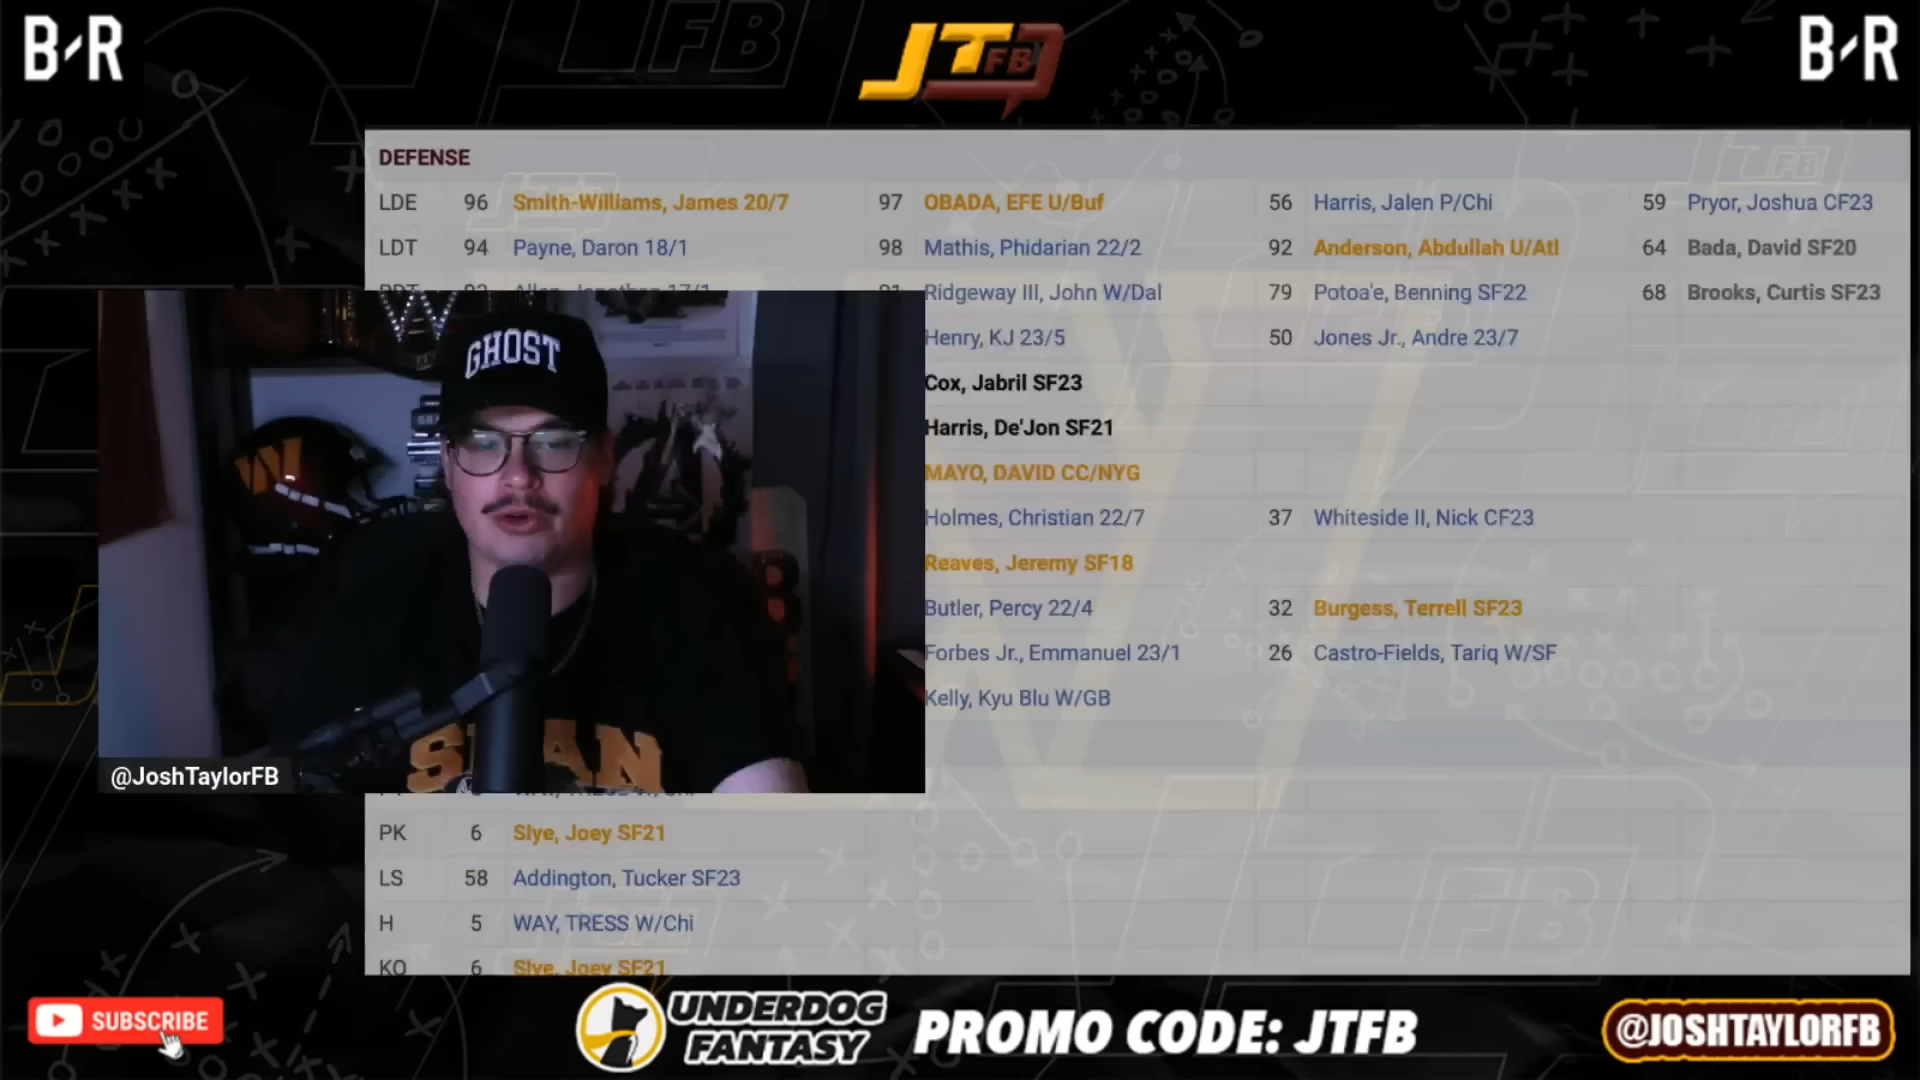 B/R
JTFB
B/R
DEFENSE
LDE 96 Smith-Williams, James 20/7 97 OBADA, EFE U/Buf 56 Harris, Jalen P/Chi 59 Pryor, Joshua CF23
LDT 94 Payne, Daron 18/1 98 Mathis, Phidarian 22/2 92 Anderson, Abdullah U/Atl 64 Bada, David SF20
Ridgeway III, John W/Dal 79 Potoa'e, Benning SF22 68 Brooks, Curtis SF23
Henry, KJ 23/5 50 Jones Jr., Andre 23/7
Cox, Jabril SF23
Harris, De'Jon SF21
MAYO, DAVID CC/NYG
Holmes, Christian 22/7 37 Whiteside II, Nick CF23
Reaves, Jeremy SF18
Butler, Percy 22/4 32 Burgess, Terrell SF23
Forbes Jr., Emmanuel 23/1 26 Castro-Fields, Tariq W/SF
Kelly, Kyu Blu W/GB
GHOST
W
@JoshTaylorFB
PK 6 Slye, Joey SF21
LS 58 Addington, Tucker SF23
H 5 WAY, TRESS W/Chi
KO 6 Slye, Joey SF21
SUBSCRIBE
UNDERDOG
FANTASY
PROMO CODE: JTFB
@JOSHTAYLORFB